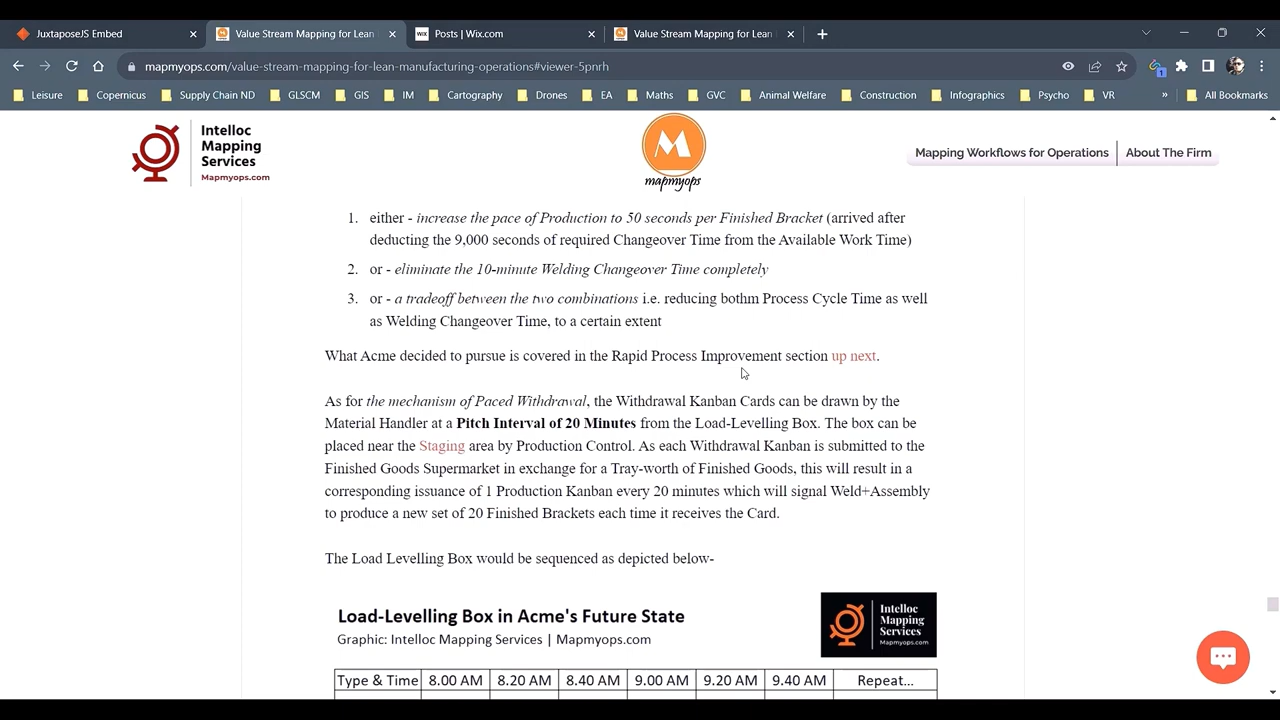 JuxtaposeJS Embed
Value Stream Mapping for Lean
WIX
Posts | Wix.com
Value Stream Mapping for Lean
mapmyops.com/value-stream-mapping-for-lean-manufacturing-operations#viewer-5pnrh
1
Leisure
Copernicus
Supply Chain ND
GLSCM
GIS
IM
Cartography
Drones
EA
Maths
GVC
Animal Welfare
Construction
Infographics
Psycho
VR
»
All Bookmarks
Intelloc
Mapping
Services
Mapmyops.com
mapmyops
Mapping Workflows for Operations
About The Firm
1. either - increase the pace of Production to 50 seconds per Finished Bracket (arrived after
deducting the 9,000 seconds of required Changeover Time from the Available Work Time)
2. or - eliminate the 10-minute Welding Changeover Time completely
3. or - a tradeoff between the two combinations i.e. reducing bothm Process Cycle Time as well
as Welding Changeover Time, to a certain extent
What Acme decided to pursue is covered in the Rapid Process Improvement section up next.
As for the mechanism of Paced Withdrawal, the Withdrawal Kanban Cards can be drawn by the
Material Handler at a Pitch Interval of 20 Minutes from the Load-Levelling Box. The box can be
placed near the Staging area by Production Control. As each Withdrawal Kanban is submitted to the
Finished Goods Supermarket in exchange for a Tray-worth of Finished Goods, this will result in a
corresponding issuance of 1 Production Kanban every 20 minutes which will signal Weld+Assembly
to produce a new set of 20 Finished Brackets each time it receives the Card.
The Load Levelling Box would be sequenced as depicted below-
Load-Levelling Box in Acme's Future State
Graphic: Intelloc Mapping Services | Mapmyops.com
Intelloc
Mapping
Services
Mapmyops.com
Type & Time 8.00 AM 8.20 AM 8.40 AM 9.00 AM 9.20 AM 9.40 AM Repeat...